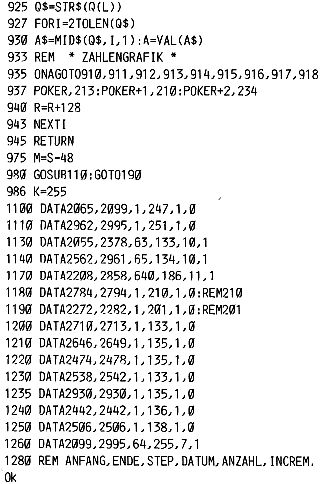 925 Q$=STR$(Q(L))
927 FORI=2TOLEN(Q$)
930 A$=MID$(Q$,I,1):A=VAL(A$)
933 REM  * ZAHLENGRAFIK *
935 ONAGOTO910,911,912,913,914,915,916,917,918
937 POKER,213:POKER+1,210:POKER+2,234
940 R=R+128
943 NEXTI
945 RETURN
975 M=S-48
980 GOSUB110:GOTO190
986 K=255
1100 DATA2065,2099,1,247,1,0
1110 DATA2962,2995,1,251,1,0
1130 DATA2055,2378,63,133,10,1
1140 DATA2562,2961,65,134,10,1
1170 DATA2208,2858,640,186,11,1
1180 DATA2784,2794,1,210,1,0:REM210
1190 DATA2272,2282,1,201,1,0:REM201
1200 DATA2710,2713,1,133,1,0
1210 DATA2646,2649,1,135,1,0
1220 DATA2474,2478,1,135,1,0
1230 DATA2538,2542,1,133,1,0
1235 DATA2930,2930,1,135,1,0
1240 DATA2442,2442,1,136,1,0
1250 DATA2506,2506,1,138,1,0
1260 DATA2099,2995,64,255,7,1
1280 REM ANFANG,ENDE,STEP,DATUM,ANZAHL,INCREM.
Ok